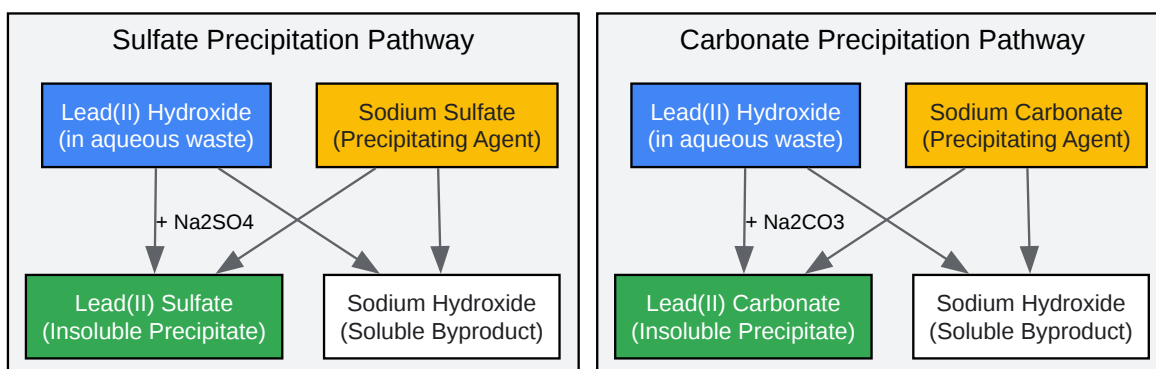 Sulfate Precipitation Pathway
Lead(II) Hydroxide
(in aqueous waste)
Sodium Sulfate
(Precipitating Agent)
+ Na2SO4
Lead(II) Sulfate
(Insoluble Precipitate)
Sodium Hydroxide
(Soluble Byproduct)
Carbonate Precipitation Pathway
Lead(II) Hydroxide
(in aqueous waste)
Sodium Carbonate
(Precipitating Agent)
+ Na2CO3
Lead(II) Carbonate
(Insoluble Precipitate)
Sodium Hydroxide
(Soluble Byproduct)